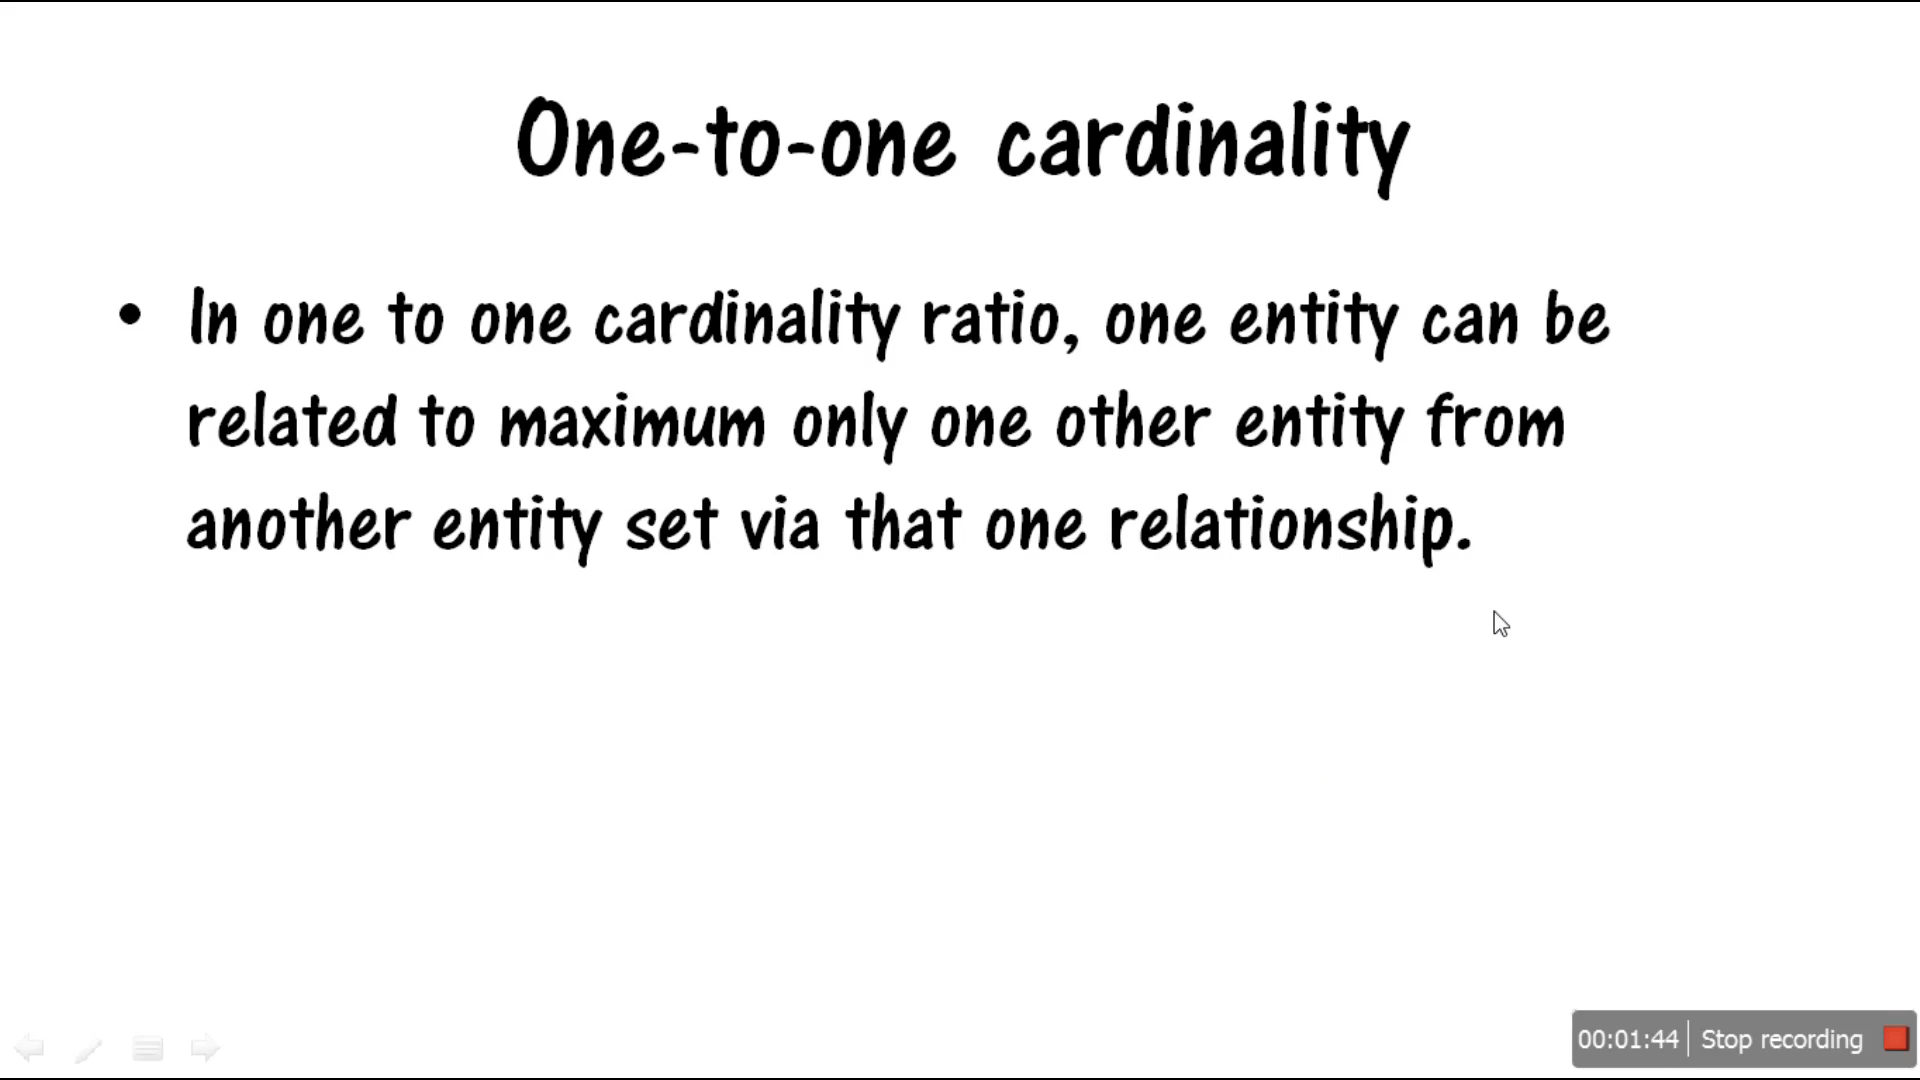 One-to-one cardinality
• In one to one cardinality ratio, one entity can be
related to maximum only one other entity from
another entity set via that one relationship.
00:01:44 Stop recording